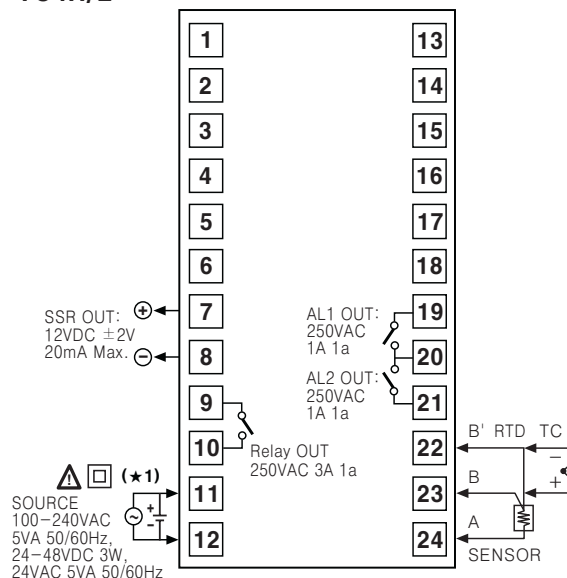 1
2
3
4
5
6
7
8
9
10
11
12
13
14
15
16
17
18
19
20
21
22
23
24
SSR OUT:
12VDC ±2V
20mA Max.
+
−
Relay OUT
250VAC 3A 1a
(★1)
+
−
SOURCE
100−240VAC
5VA 50/60Hz,
24−48VDC 3W,
24VAC 5VA 50/60Hz
AL1 OUT:
250VAC
1A 1a
AL2 OUT:
250VAC
1A 1a
B' RTD TC
−
B
+
A
SENSOR